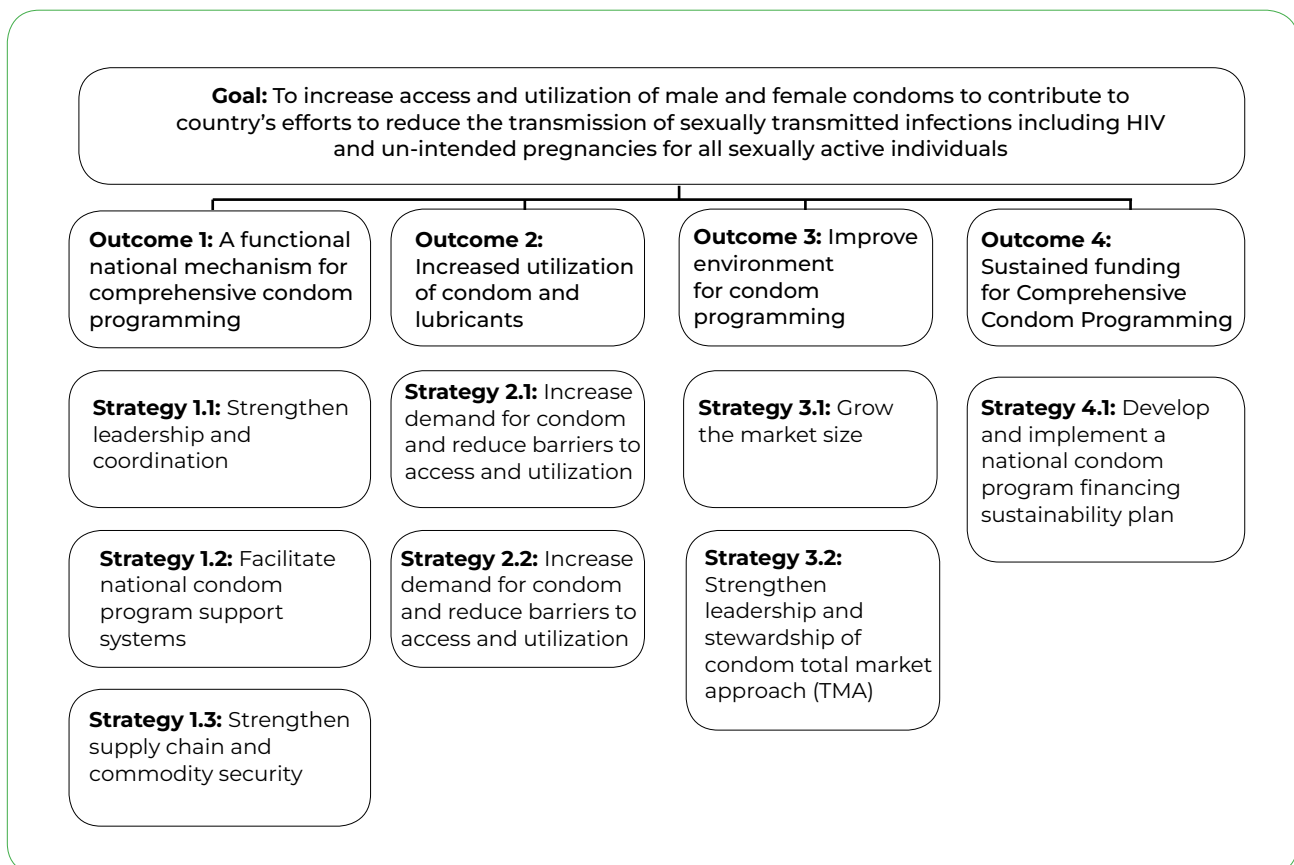 Goal: To increase access and utilization of male and female condoms to contribute to
country's efforts to reduce the transmission of sexually transmitted infections including HIV
and un-intended pregnancies for all sexually active individuals
Outcome 1: A functional
national mechanism for
comprehensive condom
programming
Outcome 2:
Increased utilization
of condom and
lubricants
Outcome 3: Improve
environment
for condom
programming
Outcome 4:
Sustained funding
for Comprehensive
Condom Programming
Strategy 1.1: Strengthen
leadership and
coordination
Strategy 2.1: Increase
demand for condom
and reduce barriers to
access and utilization
Strategy 3.1: Grow
the market size
Strategy 4.1: Develop
and implement a
national condom
program financing
sustainability plan
Strategy 1.2: Facilitate
national condom
program support
systems
Strategy 2.2: Increase
demand for condom
and reduce barriers to
access and utilization
Strategy 3.2:
Strengthen
leadership and
stewardship of
condom total market
approach (TMA)
Strategy 1.3: Strengthen
supply chain and
commodity security